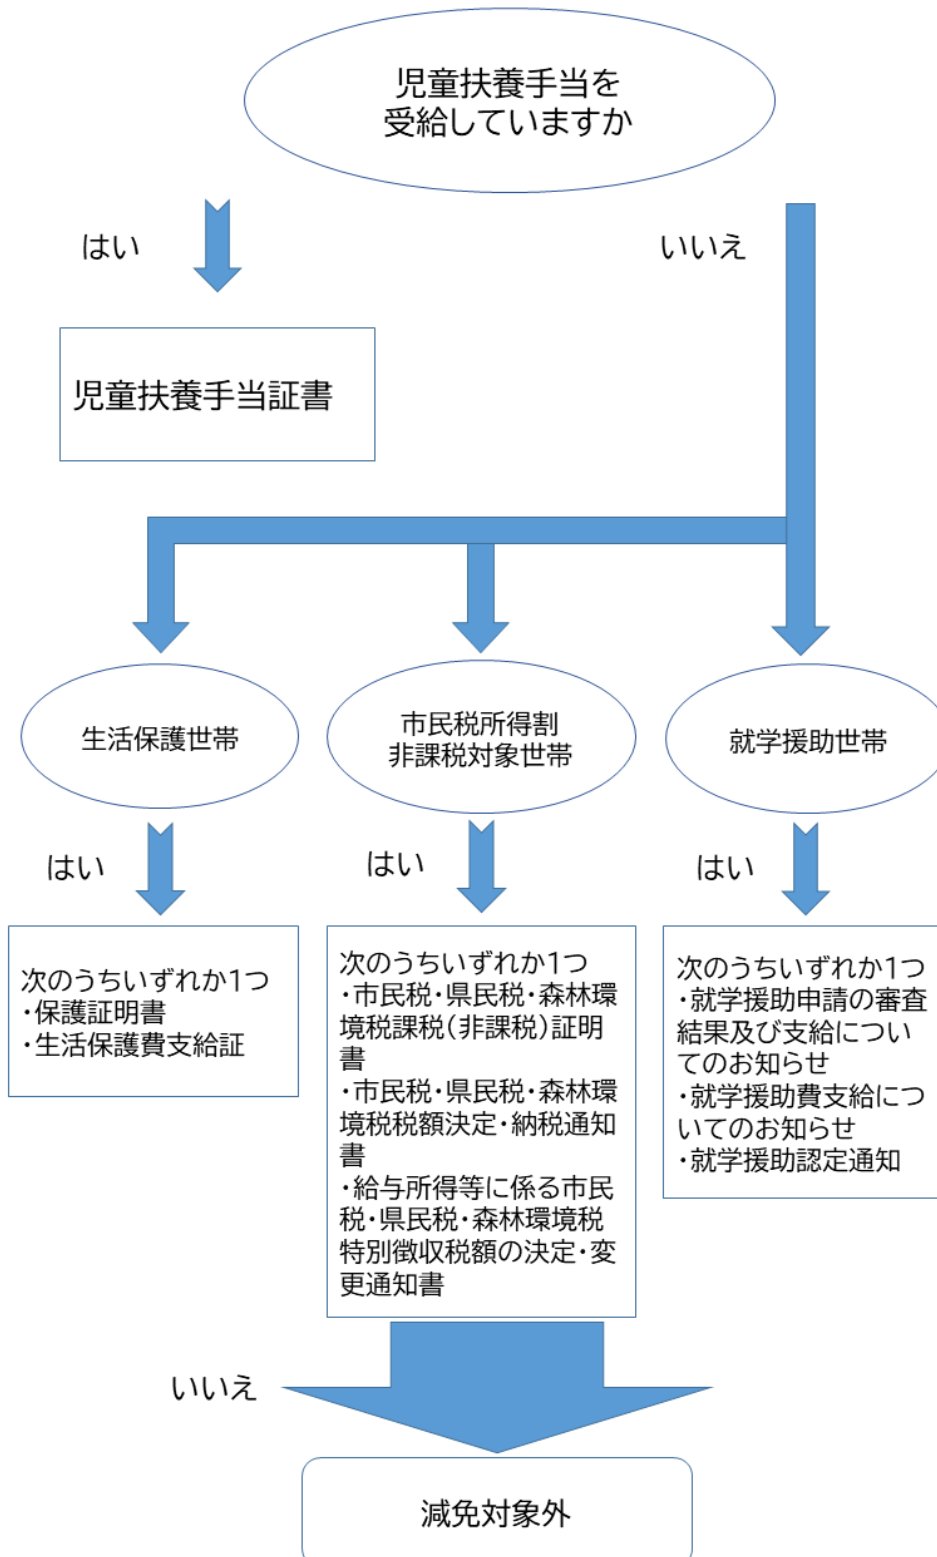 児童扶養手当を
受給していますか
はい
いいえ
児童扶養手当証書
生活保護世帯
市民税所得割
非課税対象世帯
就学援助世帯
はい
はい
はい
次のうちいずれか1つ
・保護証明書
・生活保護費支給証
次のうちいずれか1つ
・市民税・県民税・森林環
境税課税(非課税)証明
書
・市民税・県民税・森林環
境税税額決定・納税通知
書
・給与所得等に係る市民
税・県民税・森林環境税
特別徴収税額の決定・変
更通知書
次のうちいずれか1つ
・就学援助申請の審査
結果及び支給につい
てのお知らせ
・就学援助費支給につ
いてのお知らせ
・就学援助認定通知
いいえ
減免対象外